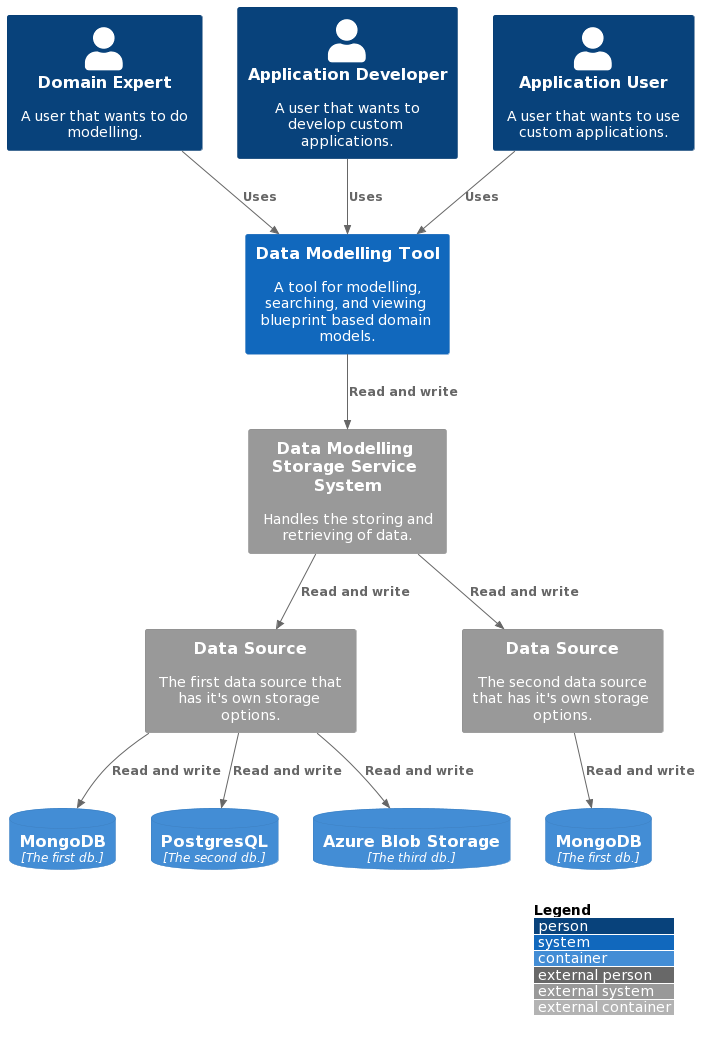 Domain Expert
A user that wants to do
modelling.
Application Developer
A user that wants to
develop custom
applications.
Application User
A user that wants to use
custom applications.
Uses
Uses
Uses
Data Modelling Tool
A tool for modelling,
searching, and viewing
blueprint based domain
models.
Read and write
Data Modelling
Storage Service
System
Handles the storing and
retrieving of data.
Read and write
Read and write
Data Source
The first data source that
has it's own storage
options.
Data Source
The second data source
that has it's own storage
options.
Read and write
Read and write
Read and write
Read and write
MongoDB
[The first db.]
PostgresQL
[The second db.]
Azure Blob Storage
[The third db.]
MongoDB
[The first db.]
Legend
person
system
container
external person
external system
external container